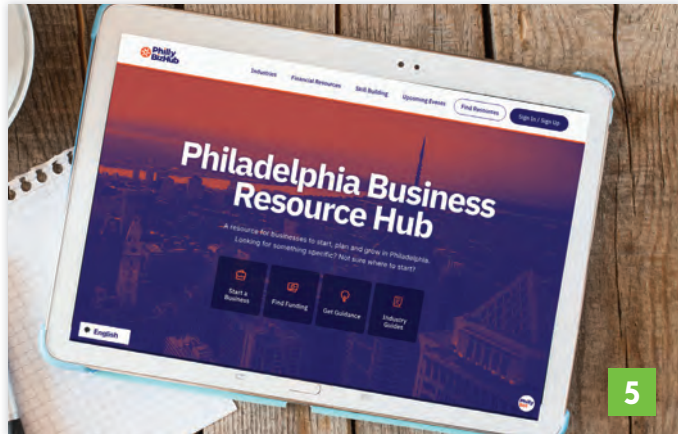 Philly
BizHub
Industries
Financial Resources
Skill Building
Upcoming Events
Find Resources
Sign In / Sign Up
Philadelphia Business
Resource Hub
A resource for businesses to start, plan and grow in Philadelphia.
Looking for something specific? Not sure where to start?
Start a
Business
Find Funding
Get Guidance
Industry
Guides
English
5